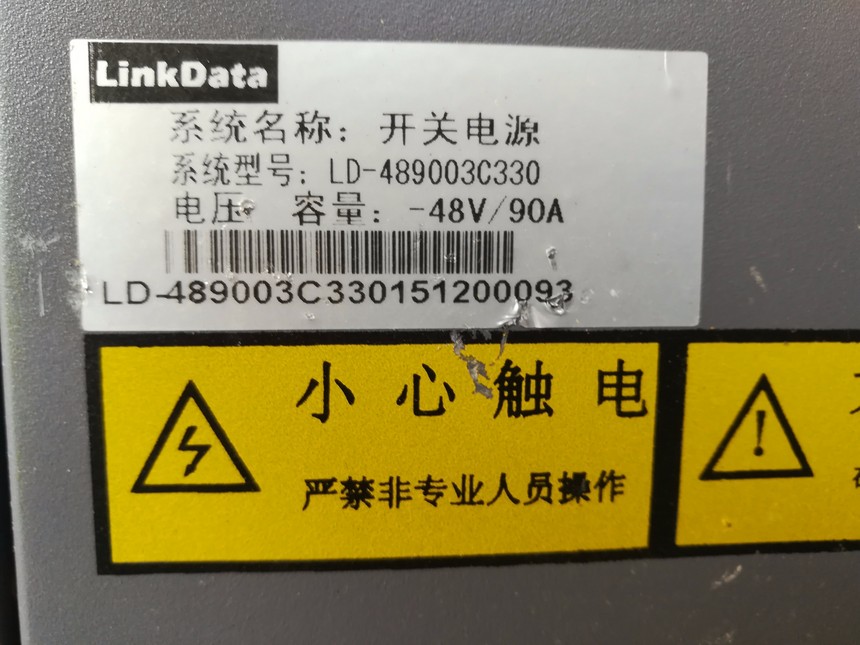 LinkData
系统名称：开关电源
系统型号：LD-489003C330
电压 容量：-48V/90A
LD-489003C330151200093
小心触电
严禁非专业人员操作